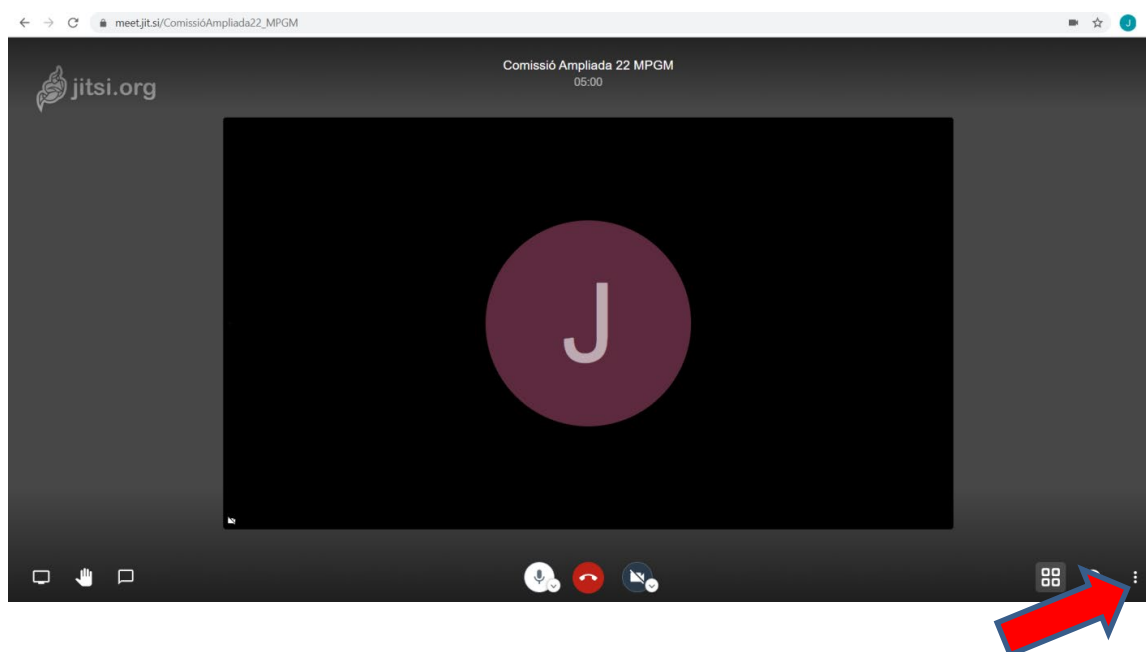 meet.jit.si/ComissióAmpliada22_MPGM
J
jitsi.org
Comissió Ampliada 22 MPGM
05:00
J